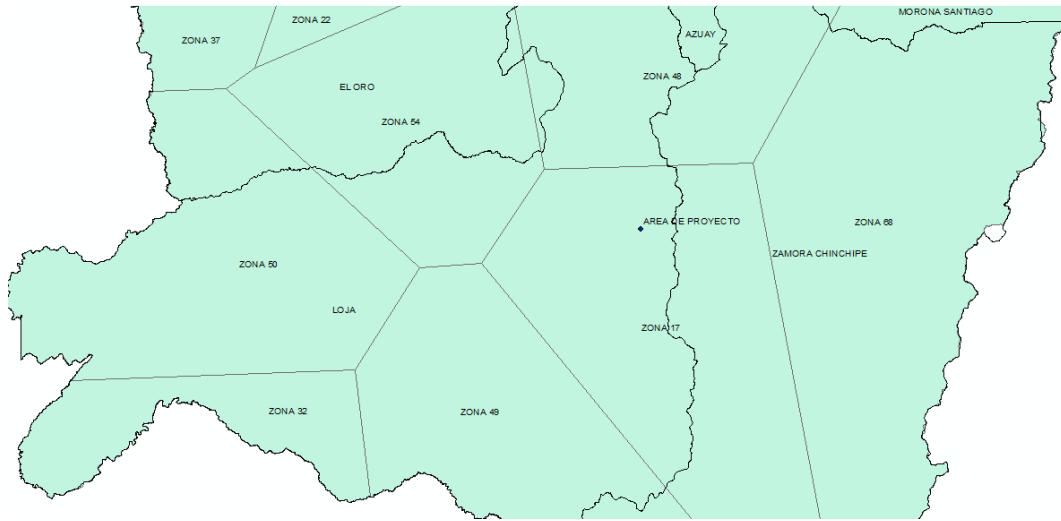 MORONA SANTIAGO
ZONA 22
ZONA 37
AZUAY
ZONA 48
EL ORO
ZONA 54
AREA DE PROYECTO
ZONA 68
ZAMORA CHINCHIPE
ZONA 50
LOJA
ZONA 17
ZONA 32
ZONA 49